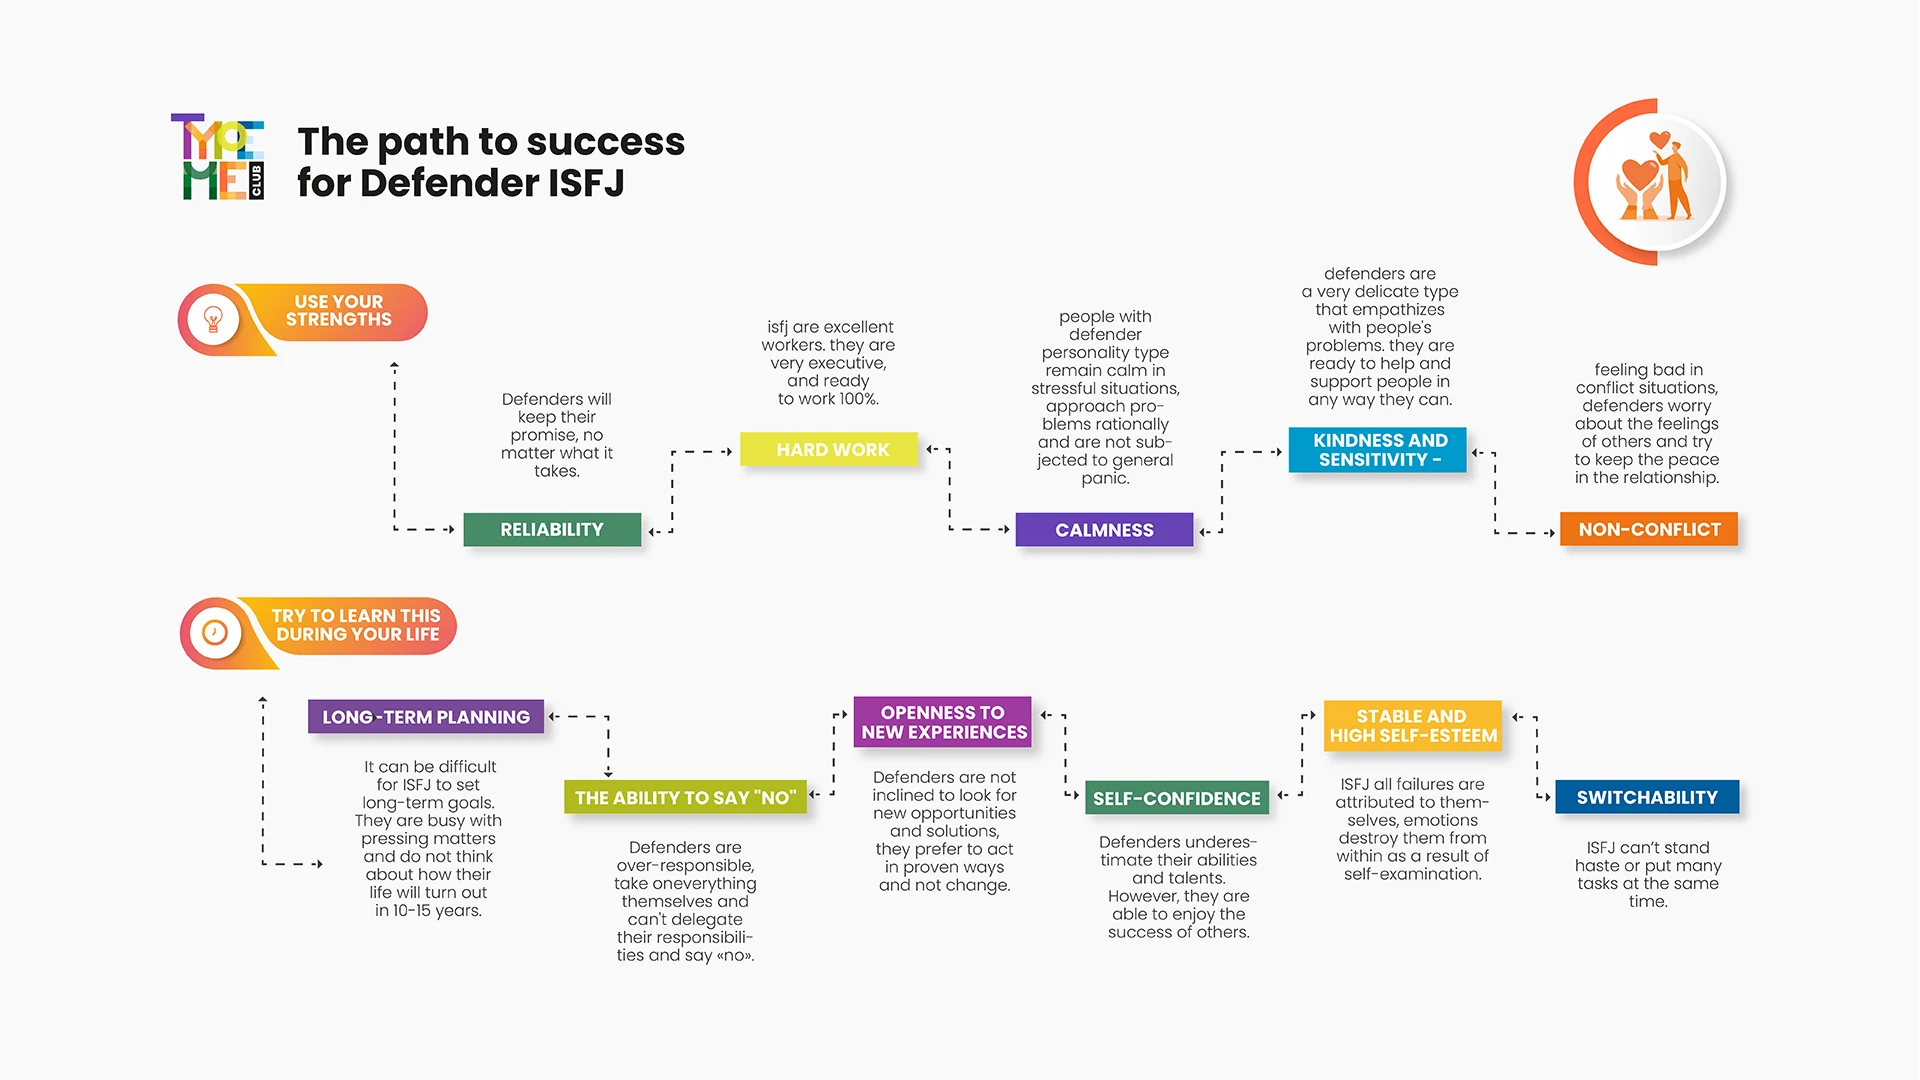 TYPE
ME
CLUB
The path to success
for Defender ISFJ
USE YOUR
STRENGTHS
Defenders will
keep their
promise, no
matter what it
takes.
RELIABILITY
isfj are excellent
workers. they are
very executive,
and ready
to work 100%.
HARD WORK
people with
defender
personality type
remain calm in
stressful situations,
approach pro-
blems rationally
and are not sub-
jected to general
panic.
CALMNESS
defenders are
a very delicate type
that empathizes
with people's
problems. they are
ready to help and
support people in
any way they can.
KINDNESS AND
SENSITIVITY -
feeling bad in
conflict situations,
defenders worry
about the feelings
of others and try
to keep the peace
in the relationship.
NON-CONFLICT
TRY TO LEARN THIS
DURING YOUR LIFE
LONG-TERM PLANNING
It can be difficult
for ISFJ to set
long-term goals.
They are busy with
pressing matters
and do not think
about how their
life will turn out
in 10-15 years.
THE ABILITY TO SAY "NO"
Defenders are
over-responsible,
take oneverything
themselves and
can't delegate
their responsibili-
ties and say «no».
OPENNESS TO
NEW EXPERIENCES
Defenders are not
inclined to look for
new opportunities
and solutions,
they prefer to act
in proven ways
and not change.
SELF-CONFIDENCE
Defenders underes-
timate their abilities
and talents.
However, they are
able to enjoy the
success of others.
STABLE AND
HIGH SELF-ESTEEM
ISFJ all failures are
attributed to them-
selves, emotions
destroy them from
within as a result of
self-examination.
SWITCHABILITY
ISFJ can’t stand
haste or put many
tasks at the same
time.